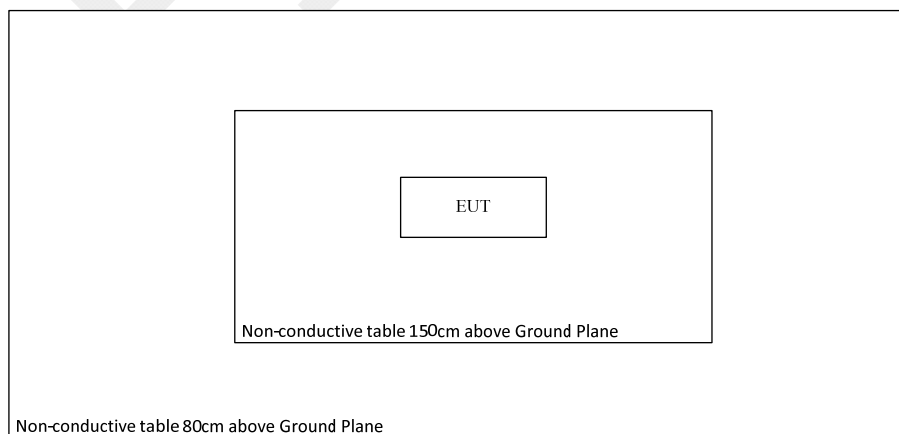 EUT
Non-conductive table 150cm above Ground Plane
Non-conductive table 80cm above Ground Plane